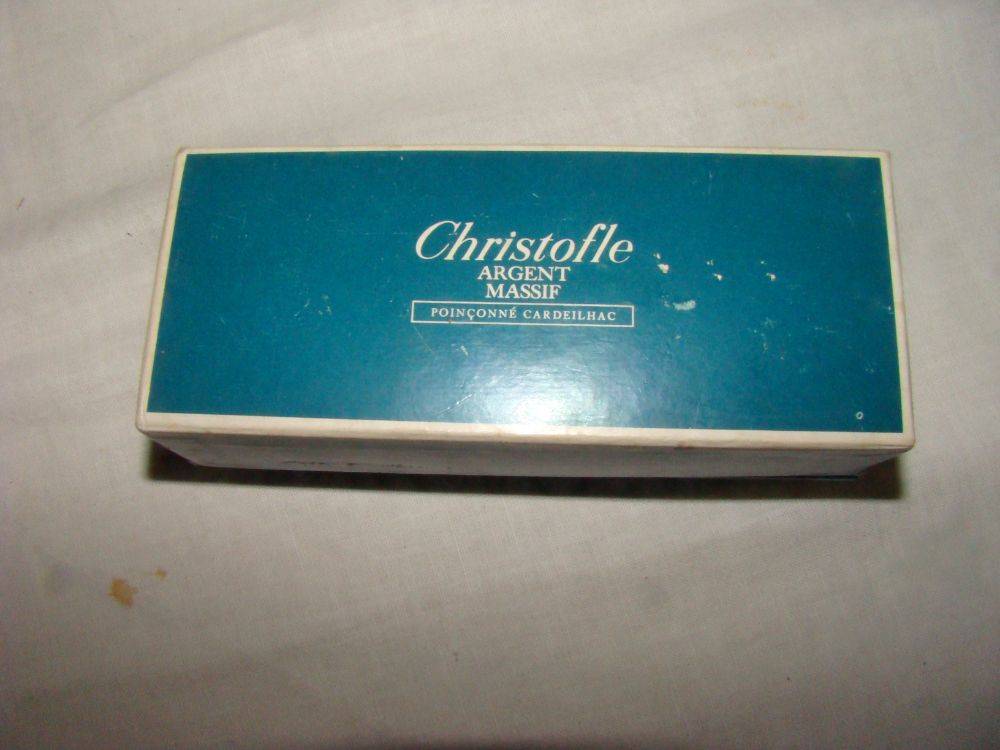 Christofle
ARGENT
MASSIF
POINÇONNÉ CARDEILHAC